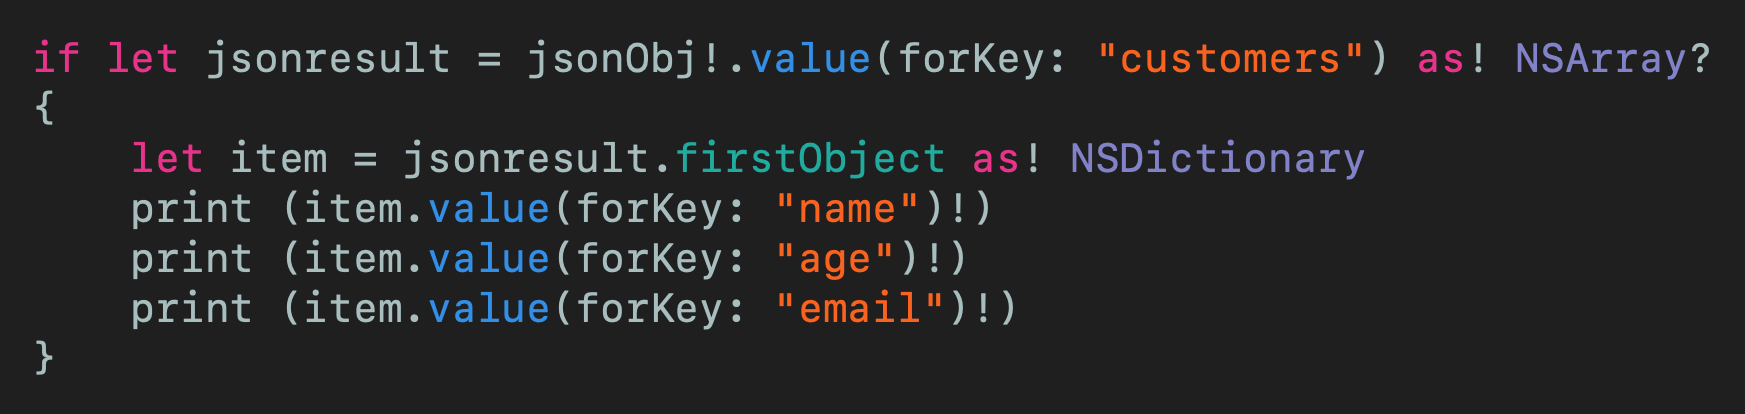 if let jsonresult = jsonObj!.value(forKey: "customers") as! NSArray?
{
    let item = jsonresult.firstObject as! NSDictionary
    print (item.value(forKey: "name")!)
    print (item.value(forKey: "age")!)
    print (item.value(forKey: "email")!)
}